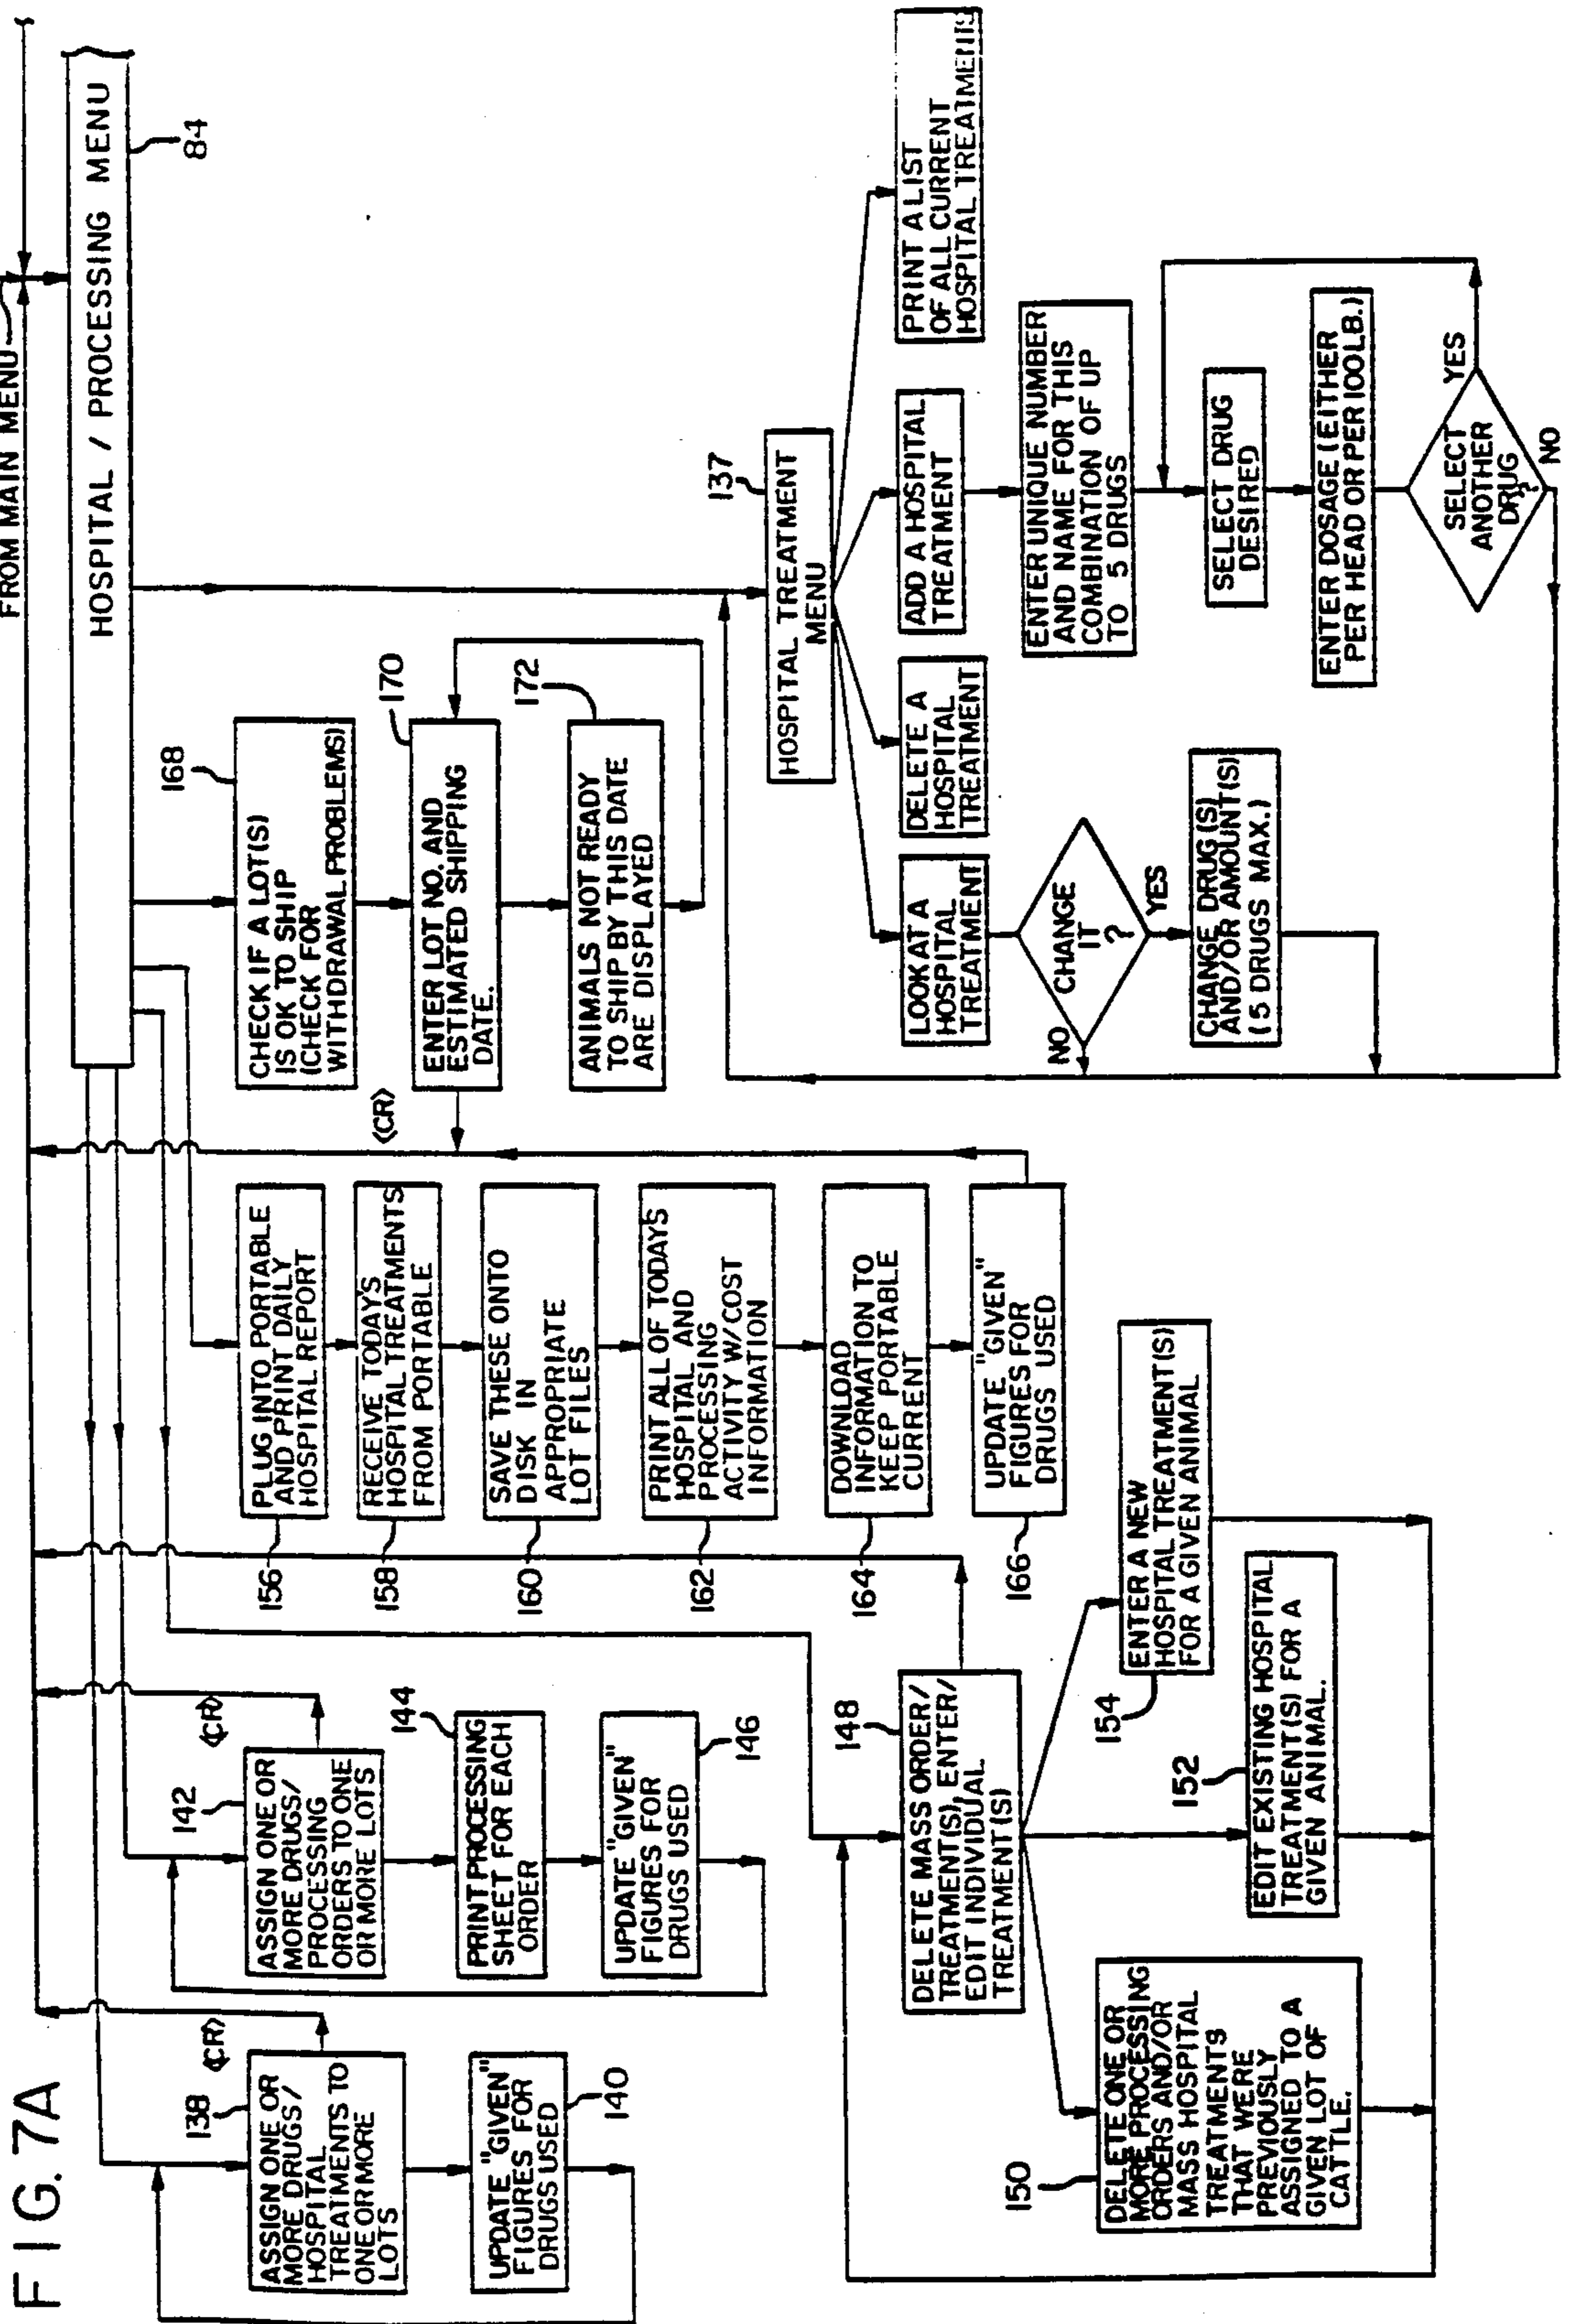 FIG. 7A
FROM MAIN MENU
HOSPITAL / PROCESSING MENU
84
138
<CR>
ASSIGN ONE OR
MORE DRUGS/
HOSPITAL
TREATMENTS TO
ONE OR MORE
LOTS
UPDATE "GIVEN"
FIGURES FOR
DRUGS USED
140
142
<CR>
ASSIGN ONE OR
MORE DRUGS/
PROCESSING
ORDERS TO ONE
OR MORE LOTS
144
PRINT PROCESSING
SHEET FOR EACH
ORDER
UPDATE "GIVEN"
FIGURES FOR
DRUGS USED
146
148
DELETE MASS ORDER/
TREATMENT(S), ENTER/
EDIT INDIVIDUAL
TREATMENT(S)
150
DELETE ONE OR
MORE PROCESSING
ORDERS AND/OR
MASS HOSPITAL
TREATMENTS
THAT WERE
PREVIOUSLY
ASSIGNED TO A
GIVEN LOT OF
CATTLE.
152
EDIT EXISTING HOSPITAL
TREATMENT(S) FOR A
GIVEN ANIMAL.
154
ENTER A NEW
HOSPITAL TREATMENT(S)
FOR A GIVEN ANIMAL
156
PLUG INTO PORTABLE
AND PRINT DAILY
HOSPITAL REPORT
158
RECEIVE TODAY'S
HOSPITAL TREATMENTS
FROM PORTABLE
160
SAVE THESE ONTO
DISK IN
APPROPRIATE
LOT FILES
162
PRINT ALL OF TODAY'S
HOSPITAL AND
PROCESSING
ACTIVITY W/COST
INFORMATION
164
DOWNLOAD
INFORMATION TO
KEEP PORTABLE
CURRENT
166
UPDATE "GIVEN"
FIGURES FOR
DRUGS USED
168
CHECK IF A LOT(S)
IS OK TO SHIP
(CHECK FOR
WITHDRAWAL PROBLEMS)
<CR>
170
ENTER LOT NO. AND
ESTIMATED SHIPPING
DATE.
172
ANIMALS NOT READY
TO SHIP BY THIS DATE
ARE DISPLAYED
137
HOSPITAL TREATMENT
MENU
LOOK AT A
HOSPITAL
TREATMENT
CHANGE
IT
?
NO
YES
CHANGE DRUG(S)
AND/OR AMOUNT(S)
(5 DRUGS MAX.)
DELETE A
HOSPITAL
TREATMENT
ADD A HOSPITAL
TREATMENT
ENTER UNIQUE NUMBER
AND NAME FOR THIS
COMBINATION OF UP
TO 5 DRUGS
SELECT DRUG
DESIRED
ENTER DOSAGE (EITHER
PER HEAD OR PER 100LB.)
SELECT
ANOTHER
DRUG
?
YES
NO
PRINT A LIST
OF ALL CURRENT
HOSPITAL TREATMENTS